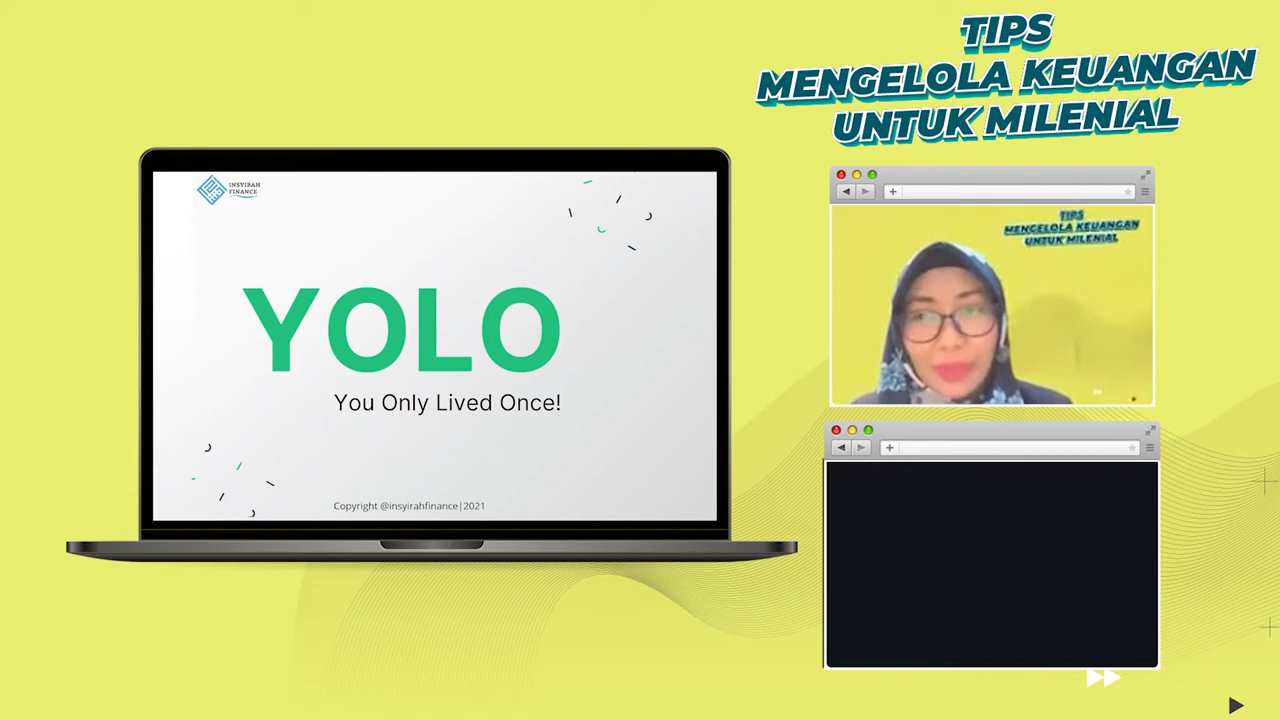 TIPS
MENGELOLA KEUANGAN
UNTUK MILENIAL
INSYIRAH
FINANCE
YOLO
You Only Lived Once!
Copyright @insyirahfinance|2021
TIPS
MENGELOLA KEUANGAN
UNTUK MILENIAL